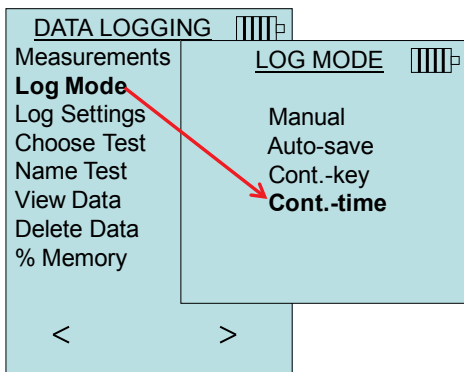 DATA LOGGING
Measurements
Log Mode
Log Settings
Choose Test
Name Test
View Data
Delete Data
% Memory
< >
LOG MODE
Manual
Auto-save
Cont.-key
Cont.-time